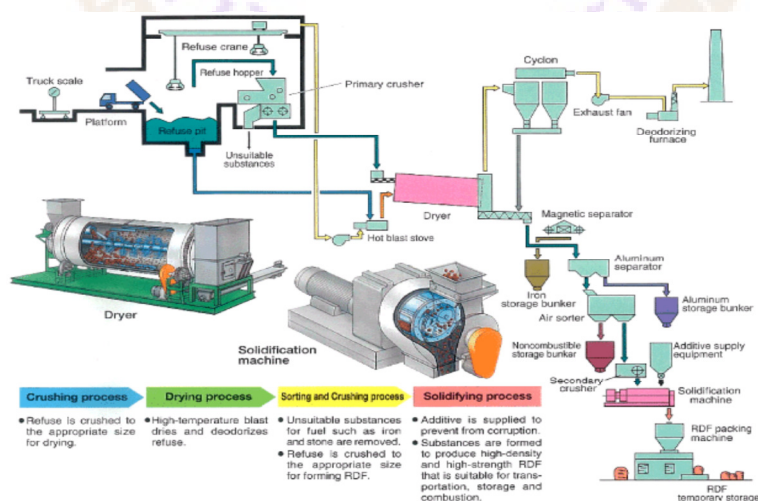 Refuse crane
Refuse hopper
Truck scale
Primary crusher
Platform
Refuse pit
Unsuitable
substances
Cyclon
Exhaust fan
Deodorizing
furnace
Dryer
Hot blast stove
Magnetic separator
Aluminum
separator
Iron
storage bunker
Aluminum
storage bunker
Air sorter
Dryer
Solidification
machine
Noncombustible
storage bunker
Additive supply
equipment
Secondary
crusher
Solidification
machine
RDF packing
machine
RDF
temporary storage
Crushing process
• Refuse is crushed to
the appropriate size
for drying.
Drying process
• High-temperature blast
dries and deodorizes
refuse.
Sorting and Crushing process
• Unsuitable substances
for fuel such as iron
and stone are removed.
• Refuse is crushed to
the appropriate size
for forming RDF.
Solidifying process
• Additive is supplied to
prevent from corruption.
• Substances are formed
to produce high-density
and high-strength RDF
that is suitable for trans-
portation, storage and
combustion.